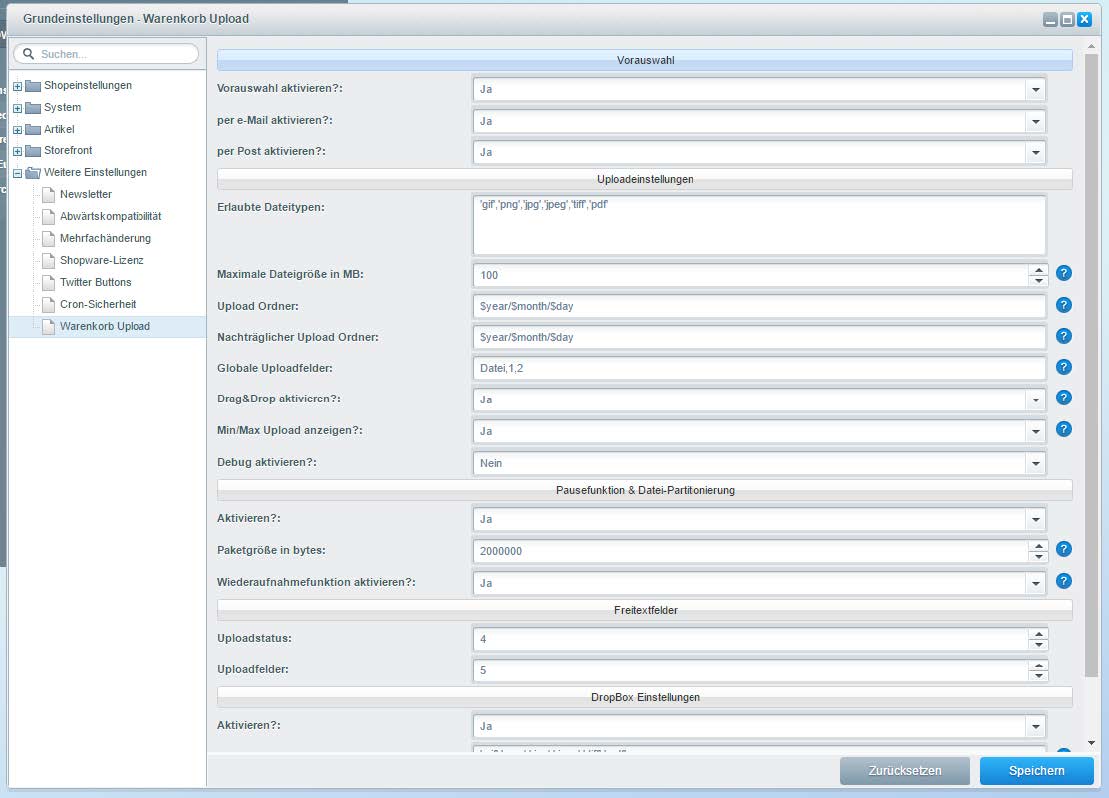 Grundeinstellungen - Warenkorb Upload
Suchen...
Shopeinstellungen
System
Artikel
Storefront
Weitere Einstellungen
Newsletter
Abwärtskompatibilität
Mehrfachänderung
Shopware-Lizenz
Twitter Buttons
Cron-Sicherheit
Warenkorb Upload
Vorauswahl
Vorauswahl aktivieren?: Ja
per e-Mail aktivieren?: Ja
per Post aktivieren?: Ja
Uploadeinstellungen
Erlaubte Dateitypen: 'gif','png','jpg','jpeg','tiff','pdf'
Maximale Dateigröße in MB: 100 ?
Upload Ordner: $year/$month/$day ?
Nachträglicher Upload Ordner: $year/$month/$day ?
Globale Uploadfelder: Datei,1,2 ?
Drag&Drop aktivieren?: Ja ?
Min/Max Upload anzeigen?: Ja ?
Debug aktivieren?: Nein
Pausefunktion & Datei-Partitonierung
Aktivieren?: Ja
Paketgröße in bytes: 2000000 ?
Wiederaufnahmefunktion aktivieren?: Ja ?
Freitextfelder
Uploadstatus: 4
Uploadfelder: 5
DropBox Einstellungen
Aktivieren?: Ja
Zurücksetzen
Speichern